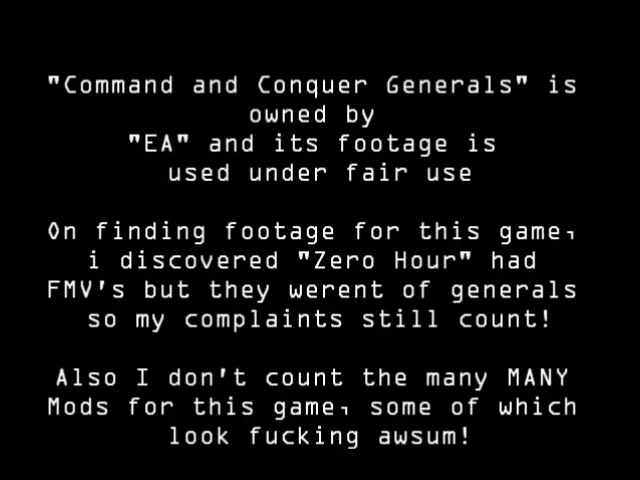 "Command and Conquer Generals" is
owned by
"EA" and its footage is
used under fair use
On finding footage for this game,
i discovered "Zero Hour" had
FMV's but they werent of generals
so my complaints still count!
Also I don't count the many MANY
Mods for this game, some of which
look fucking awsum!